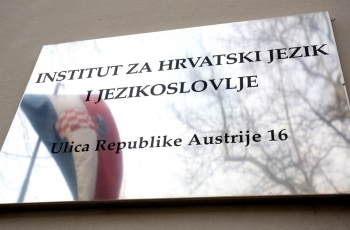 INSTITUT ZA HRVATSKI JEZIK
I JEZIKOSLOVLJE
Ulica Republike Austrije 16